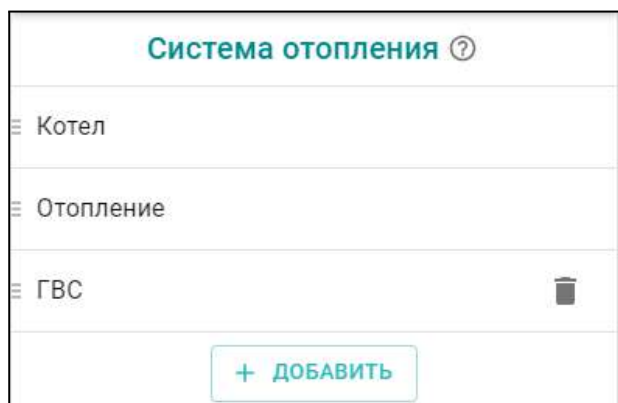 Система отопления ?
Котел
Отопление
ГВС
+ ДОБАВИТЬ